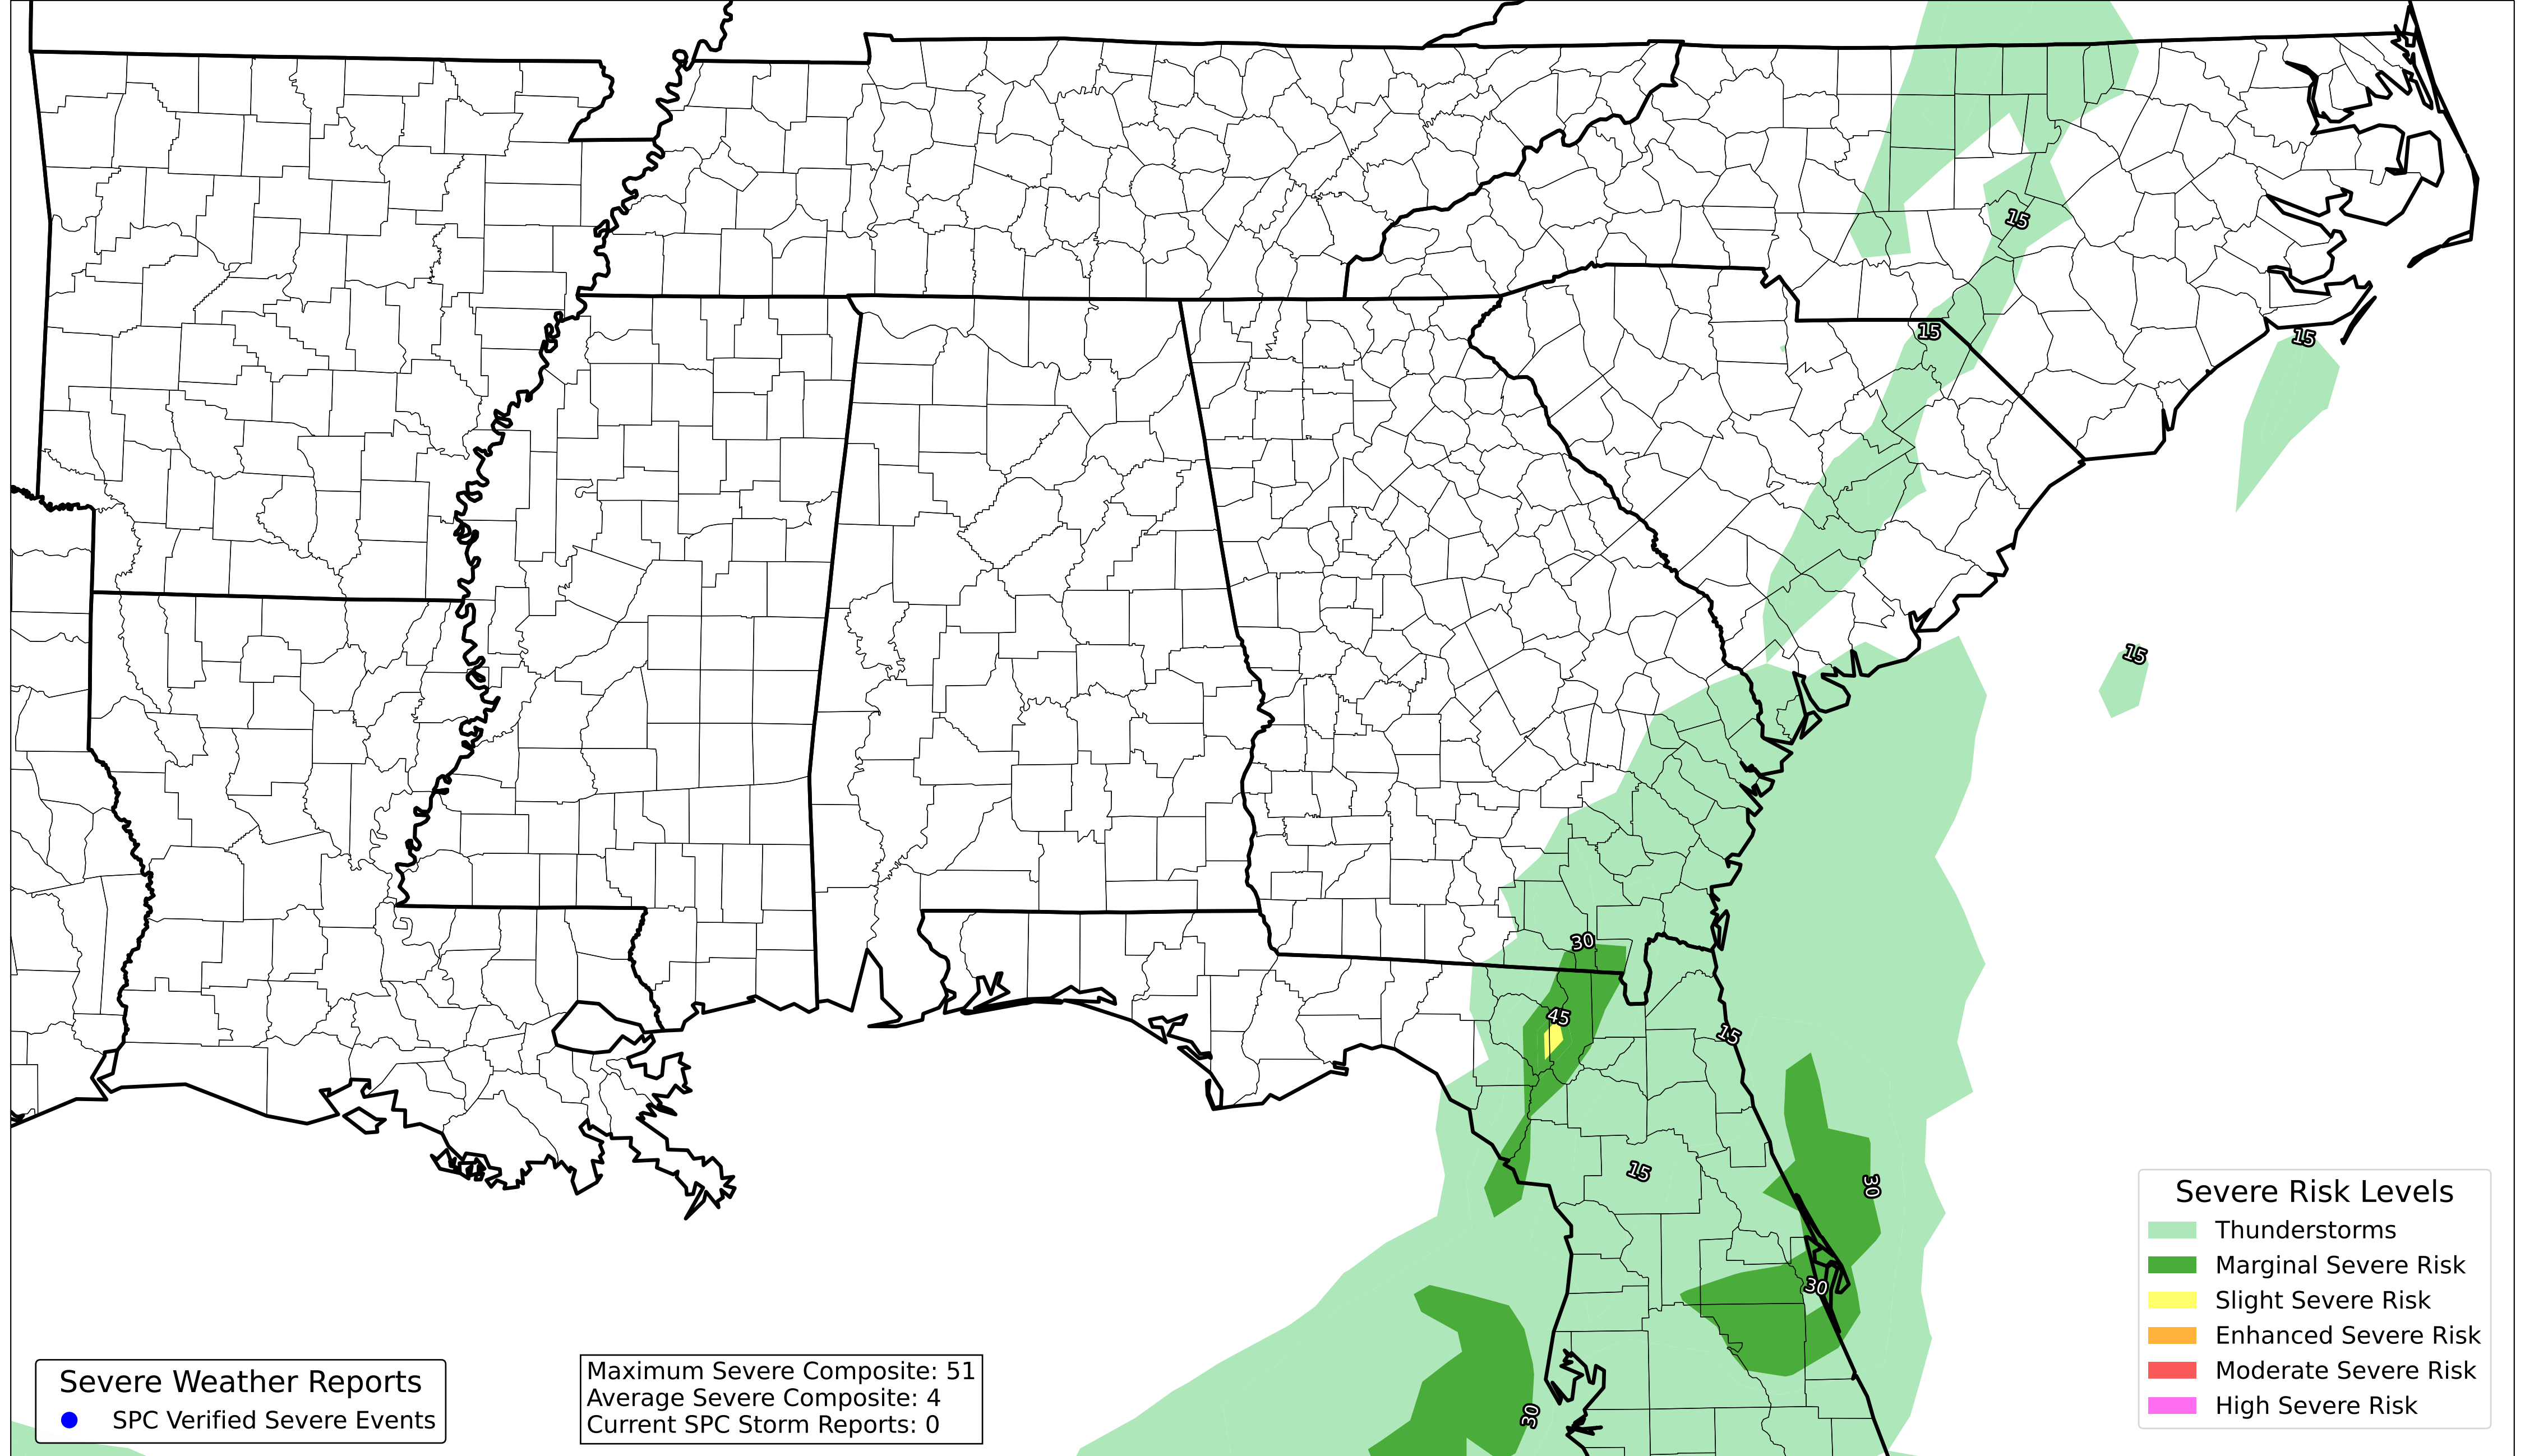 15
15
15
15
30
45
15
15
30
30
30
Severe Risk Levels
Thunderstorms
Marginal Severe Risk
Slight Severe Risk
Enhanced Severe Risk
Moderate Severe Risk
High Severe Risk
Severe Weather Reports
SPC Verified Severe Events
Maximum Severe Composite: 51
Average Severe Composite: 4
Current SPC Storm Reports: 0